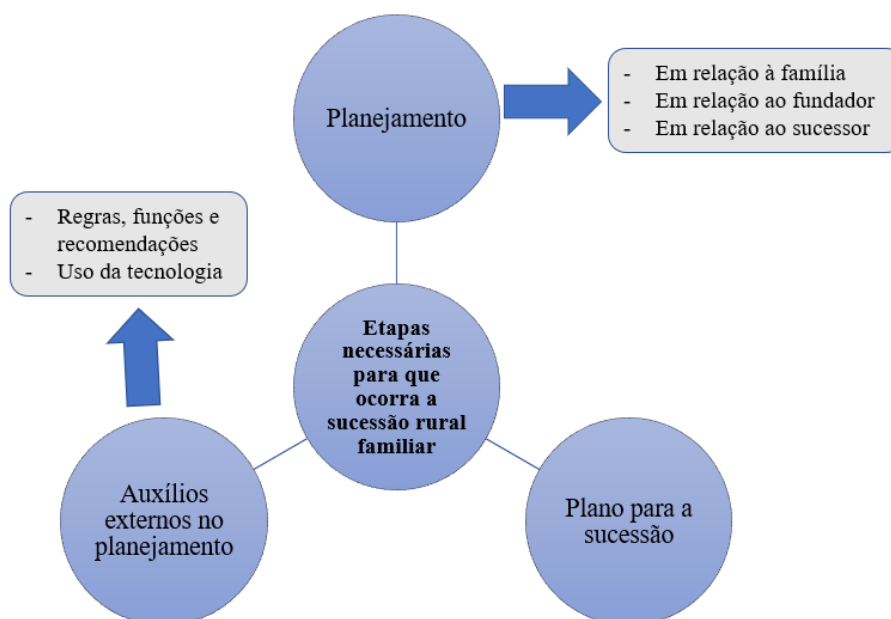 Planejamento
- Em relação à família
- Em relação ao fundador
- Em relação ao sucessor
- Regras, funções e
recomendações
- Uso da tecnologia
Etapas
necessárias
para que
ocorra a
sucessão rural
familiar
Auxílios
externos no
planejamento
Plano para a
sucessão